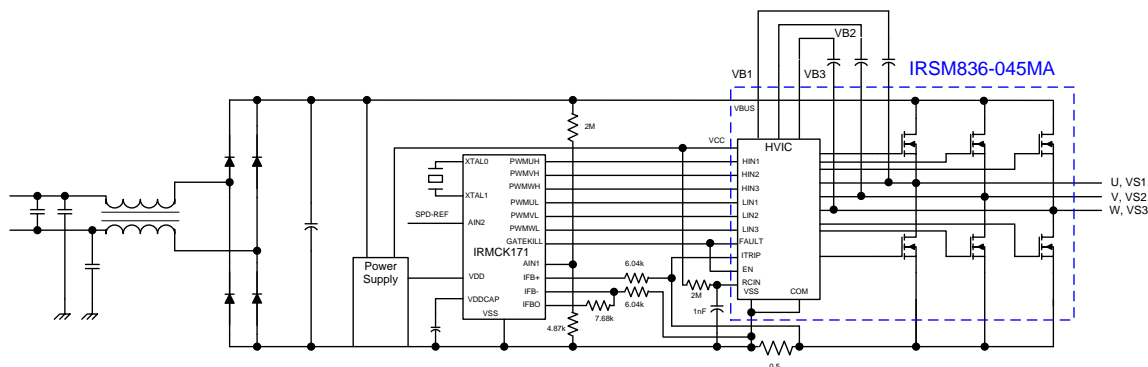 VB2
VB1
VB3
IRSM836-045MA
VBUS
2M
VCC
HVIC
XTAL0
PWMUH
HIN1
PWMVH
HIN2
PWMWH
HIN3
U, VS1
XTAL1
PWMUL
LIN1
V, VS2
SPD-REF
AIN2
PWMVL
LIN2
W, VS3
PWMWL
LIN3
GATEKILL
FAULT
IRMCK171
ITRIP
AIN1
6.04k
Power
Supply
VDD
IFB+
EN
IFB-
2M
RCIN
VDDCAP
IFBO
6.04k
VSS
COM
VSS
7.68k
1nF
4.87k
0.5